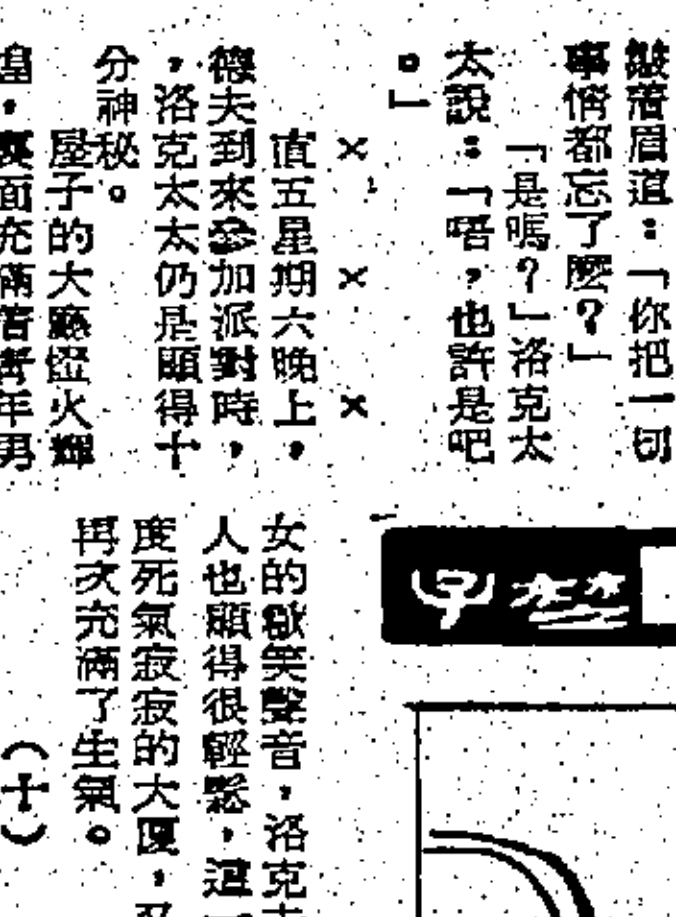 皺着眉道：「你把一切
事情都忘了麼？」
「是嗎？」洛克太
太說：「唔，也許是吧
。」
×　×　×
直五星期六晚上，
德夫到來參加派對時，
，洛克太太仍是顯得十
分神秘。
屋子的大廳燈火輝
煌，裏面充滿着青年男
女的歡笑聲音，洛克太
人也顯得很輕鬆，這一
度死氣寂寂的大厦，又
再次充滿了生氣。
（十）